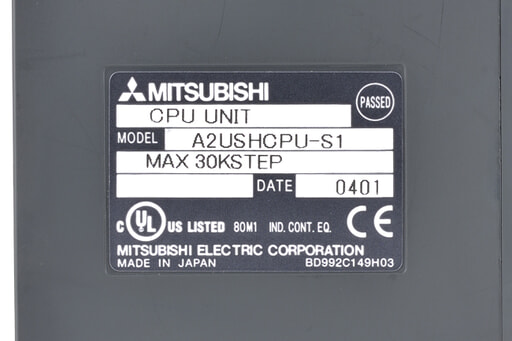 MITSUBISHI
PASSED
CPU UNIT
MODEL A2USHCPU-S1
MAX 30KSTEP
DATE 0401
C UL US LISTED 80M1 IND. CONT. EQ. CE
MITSUBISHI ELECTRIC CORPORATION
MADE IN JAPAN BD992C149H03